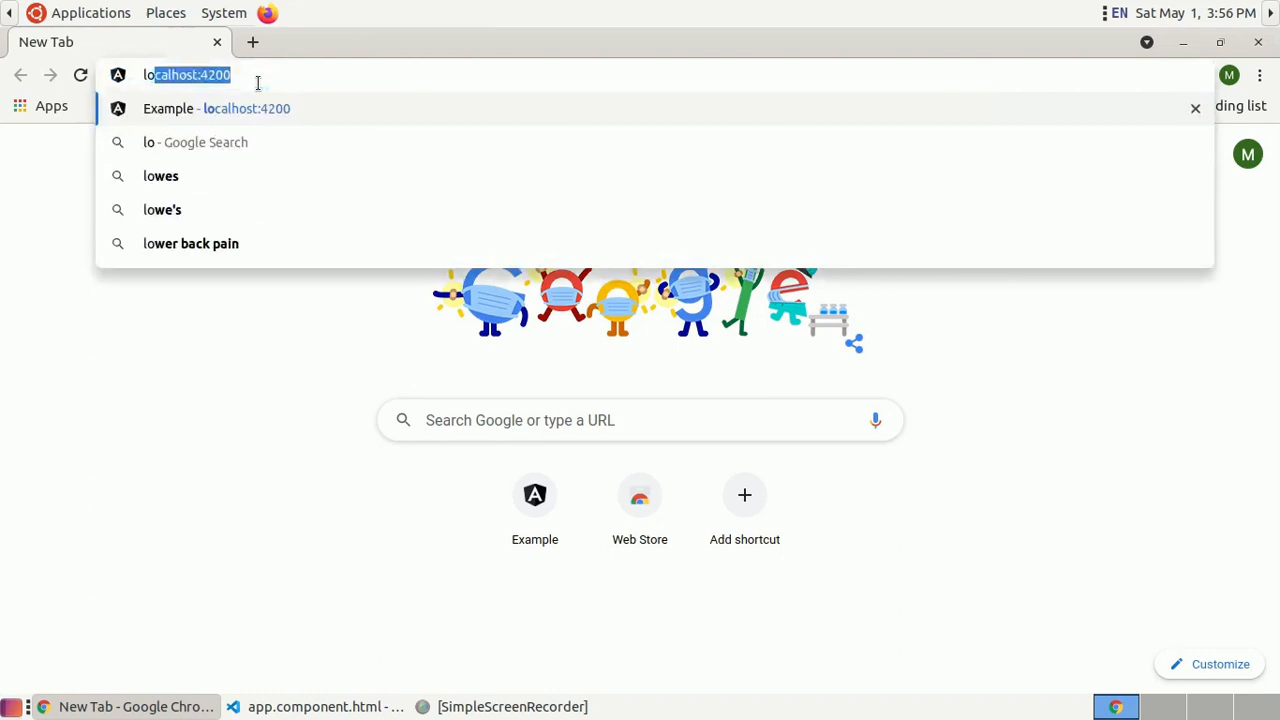 Applications Places System EN Sat May 1, 3:56 PM
New Tab
localhost:4200 M
Apps ding list
Example - localhost:4200
lo - Google Search
M
lowes
lowe's
lower back pain
Search Google or type a URL
Example Web Store Add shortcut
Customize
New Tab - Google Chro... app.component.html - ... [SimpleScreenRecorder]